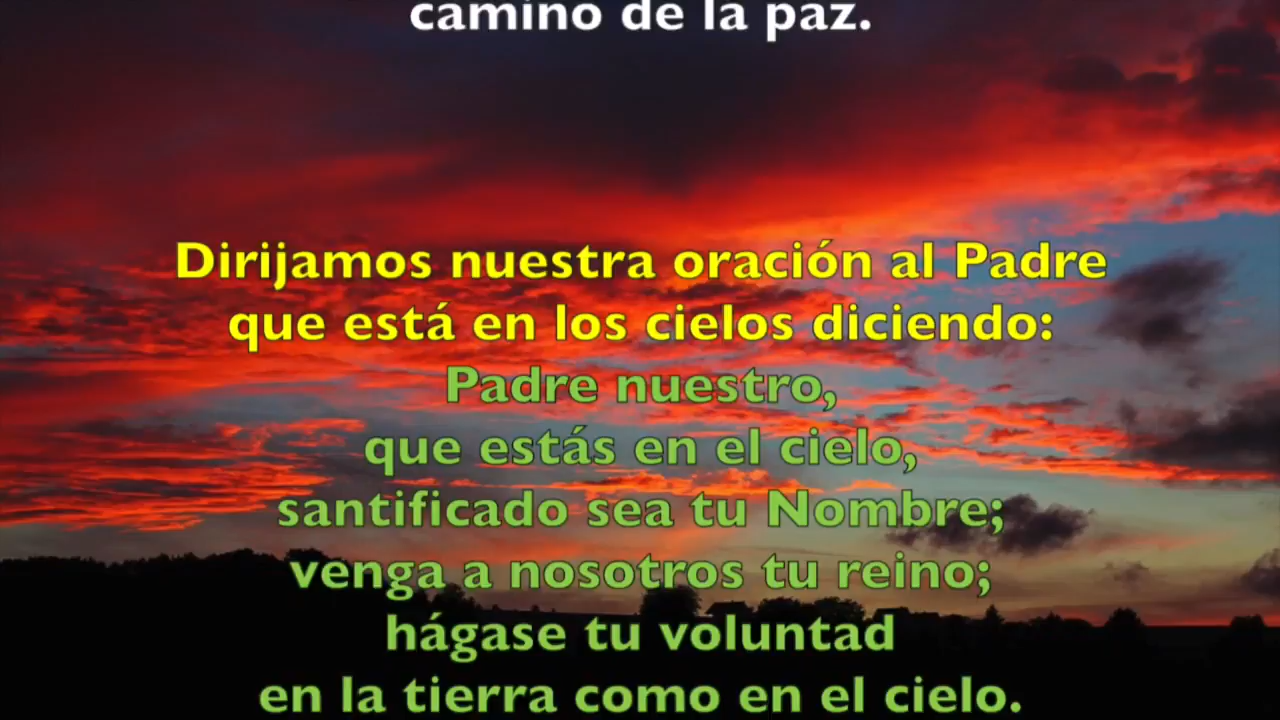 camino de la paz.
Dirijamos nuestra oración al Padre
que está en los cielos diciendo:
Padre nuestro,
que estás en el cielo,
santificado sea tu Nombre;
venga a nosotros tu reino;
hágase tu voluntad
en la tierra como en el cielo.